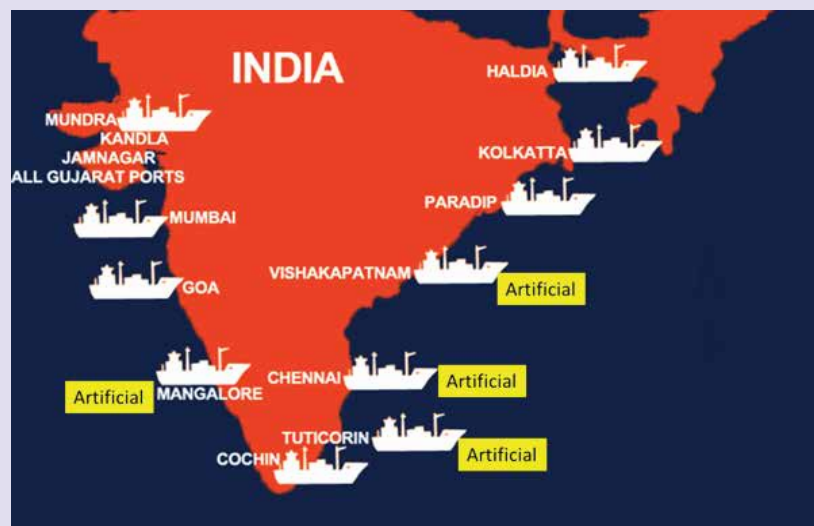 INDIA
HALDIA
MUNDRA
KANDLA
JAMNAGAR
ALL GUJARAT PORTS
KOLKATTA
PARADIP
MUMBAI
VISHAKAPATNAM
Artificial
GOA
CHENNAI
Artificial
MANGALORE
Artificial
TUTICORIN
Artificial
COCHIN